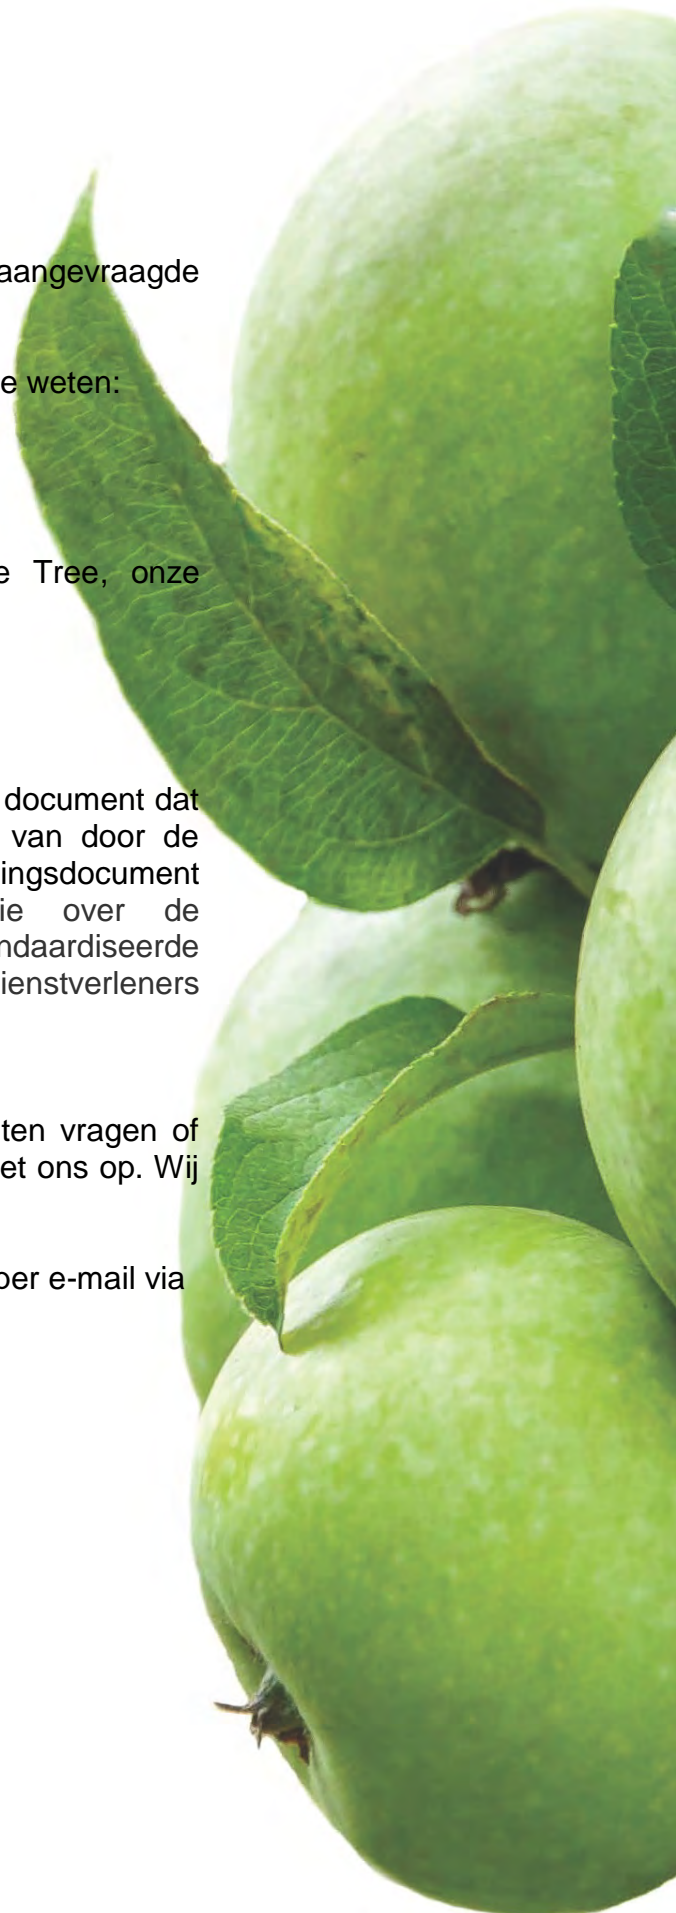 aangevraagde
e weten:
e Tree, onze
document dat
van door de
ingsdocument
ie over de
ndaardiseerde
ienstverleners
ten vragen of
et ons op. Wij
per e-mail via